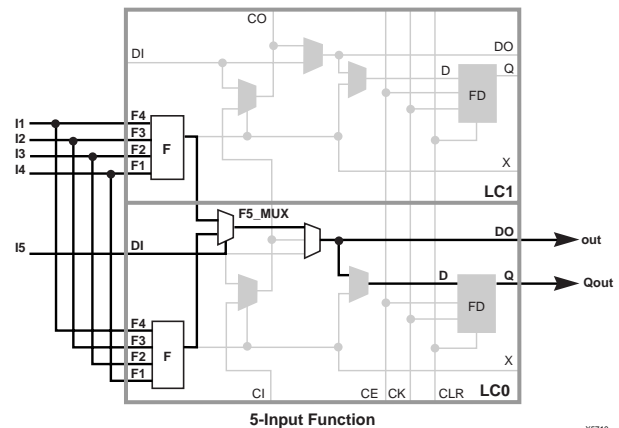 CO
DI
DO
D
Q
FD
I1
I2
I3
I4
F4
F3
F2
F1
F
X
LC1
F5_MUX
I5
DI
DO
out
D
Q
Qout
FD
F4
F3
F2
F1
F
X
CI
CE
CK
CLR
LC0
5-Input Function